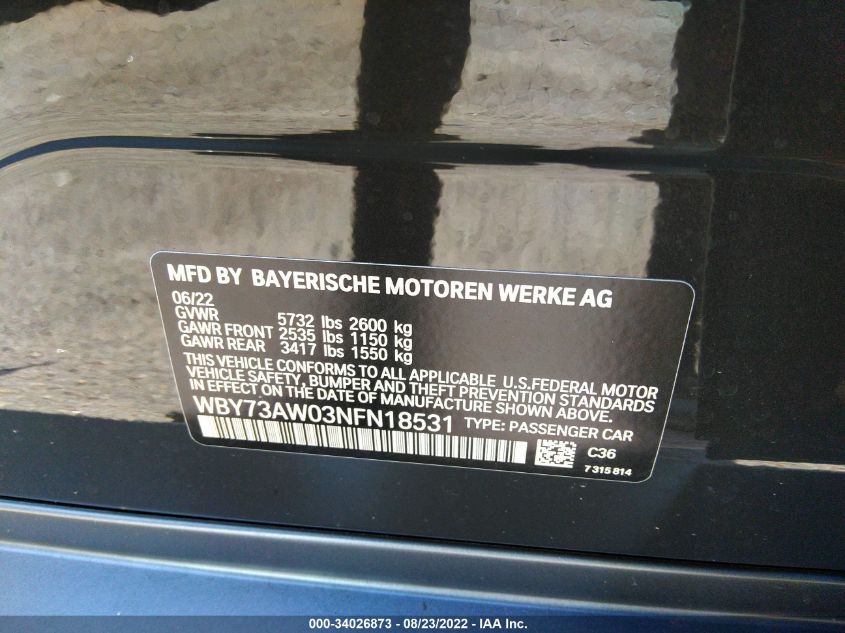 MFD BY BAYERISCHE MOTOREN WERKE AG
06/22
GVWR 5732 lbs 2600 kg
GAWR FRONT 2535 lbs 1150 kg
GAWR REAR 3417 lbs 1550 kg
THIS VEHICLE CONFORMS TO ALL APPLICABLE U.S.FEDERAL MOTOR
VEHICLE SAFETY, BUMPER AND THEFT PREVENTION STANDARDS
IN EFFECT ON THE DATE OF MANUFACTURE SHOWN ABOVE.
WBY73AW03NFN18531 TYPE: PASSENGER CAR
C36
7315814
000-34026873 - 08/23/2022 - IAA Inc.